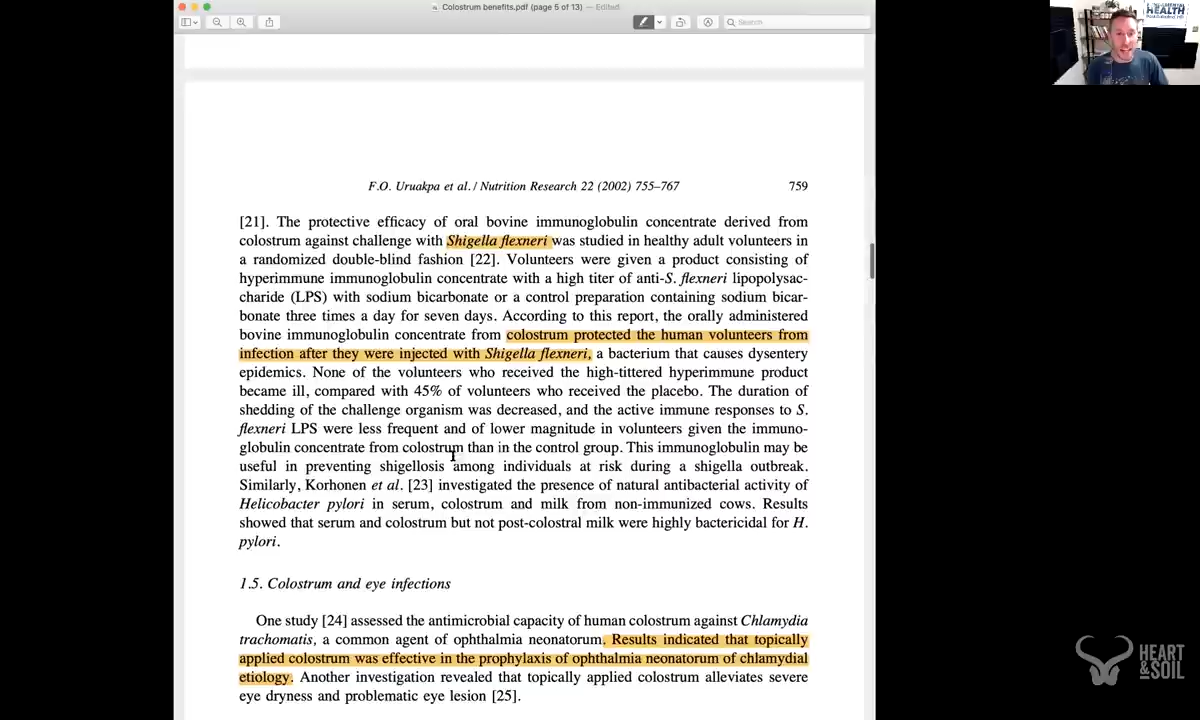 Colostrum benefits.pdf (page 5 of 13) — Edited
Search
HEALTH
F.O. Uruakpa et al. / Nutrition Research 22 (2002) 755–767
759
[21]. The protective efficacy of oral bovine immunoglobulin concentrate derived from
colostrum against challenge with Shigella flexneri was studied in healthy adult volunteers in
a randomized double-blind fashion [22]. Volunteers were given a product consisting of
hyperimmune immunoglobulin concentrate with a high titer of anti-S. flexneri lipopolysac-
charide (LPS) with sodium bicarbonate or a control preparation containing sodium bicar-
bonate three times a day for seven days. According to this report, the orally administered
bovine immunoglobulin concentrate from colostrum protected the human volunteers from
infection after they were injected with Shigella flexneri, a bacterium that causes dysentery
epidemics. None of the volunteers who received the high-tittered hyperimmune product
became ill, compared with 45% of volunteers who received the placebo. The duration of
shedding of the challenge organism was decreased, and the active immune responses to S.
flexneri LPS were less frequent and of lower magnitude in volunteers given the immuno-
globulin concentrate from colostrum than in the control group. This immunoglobulin may be
useful in preventing shigellosis among individuals at risk during a shigella outbreak.
Similarly, Korhonen et al. [23] investigated the presence of natural antibacterial activity of
Helicobacter pylori in serum, colostrum and milk from non-immunized cows. Results
showed that serum and colostrum but not post-colostral milk were highly bactericidal for H.
pylori.
1.5. Colostrum and eye infections
One study [24] assessed the antimicrobial capacity of human colostrum against Chlamydia
trachomatis, a common agent of ophthalmia neonatorum. Results indicated that topically
applied colostrum was effective in the prophylaxis of ophthalmia neonatorum of chlamydial
etiology. Another investigation revealed that topically applied colostrum alleviates severe
eye dryness and problematic eye lesion [25].
HEART
&SOIL